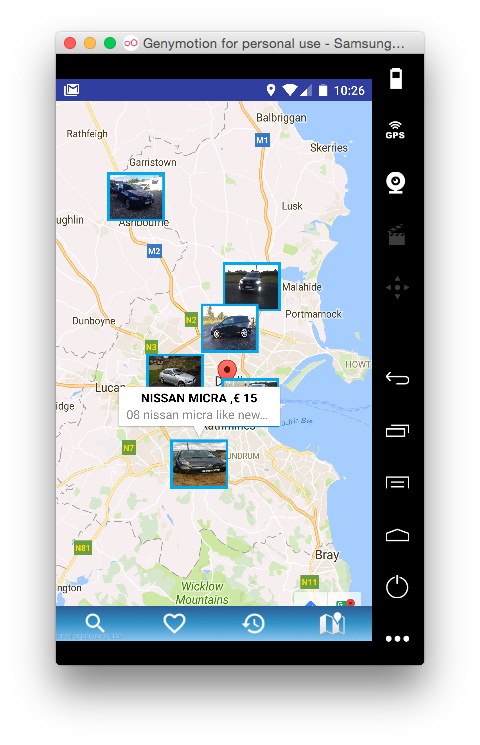 Genymotion for personal use - Samsung...
10:26
GPS
Balbriggan
M1
Rathfeigh
Skerries
Garristown
Lusk
ughlin
Ashbourne
M2
Malahide
Portmarnock
Dunboyne
N2
N3
HOWT
Lucan
NISSAN MICRA ,€ 15
idge
08 nissan micra like new...
Rathmines
N7
UNDRUM
N81
Bray
N11
ngton
Wicklow
Mountains